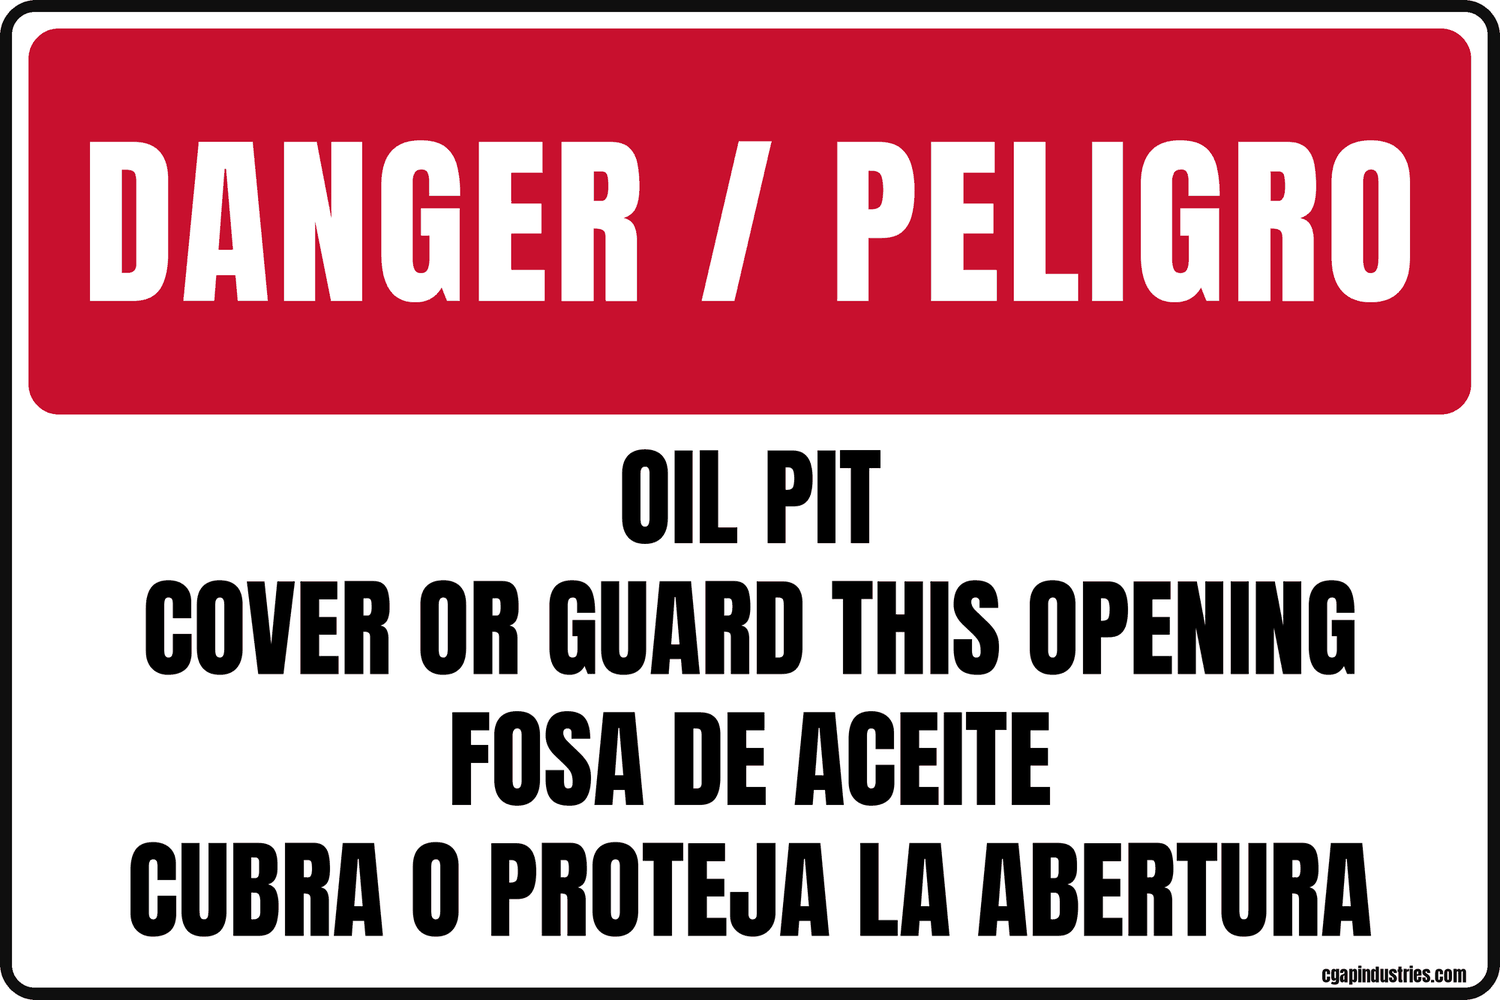 DANGER / PELIGRO
OIL PIT
COVER OR GUARD THIS OPENING
FOSA DE ACEITE
CUBRA O PROTEJA LA ABERTURA
cgapindustries.com